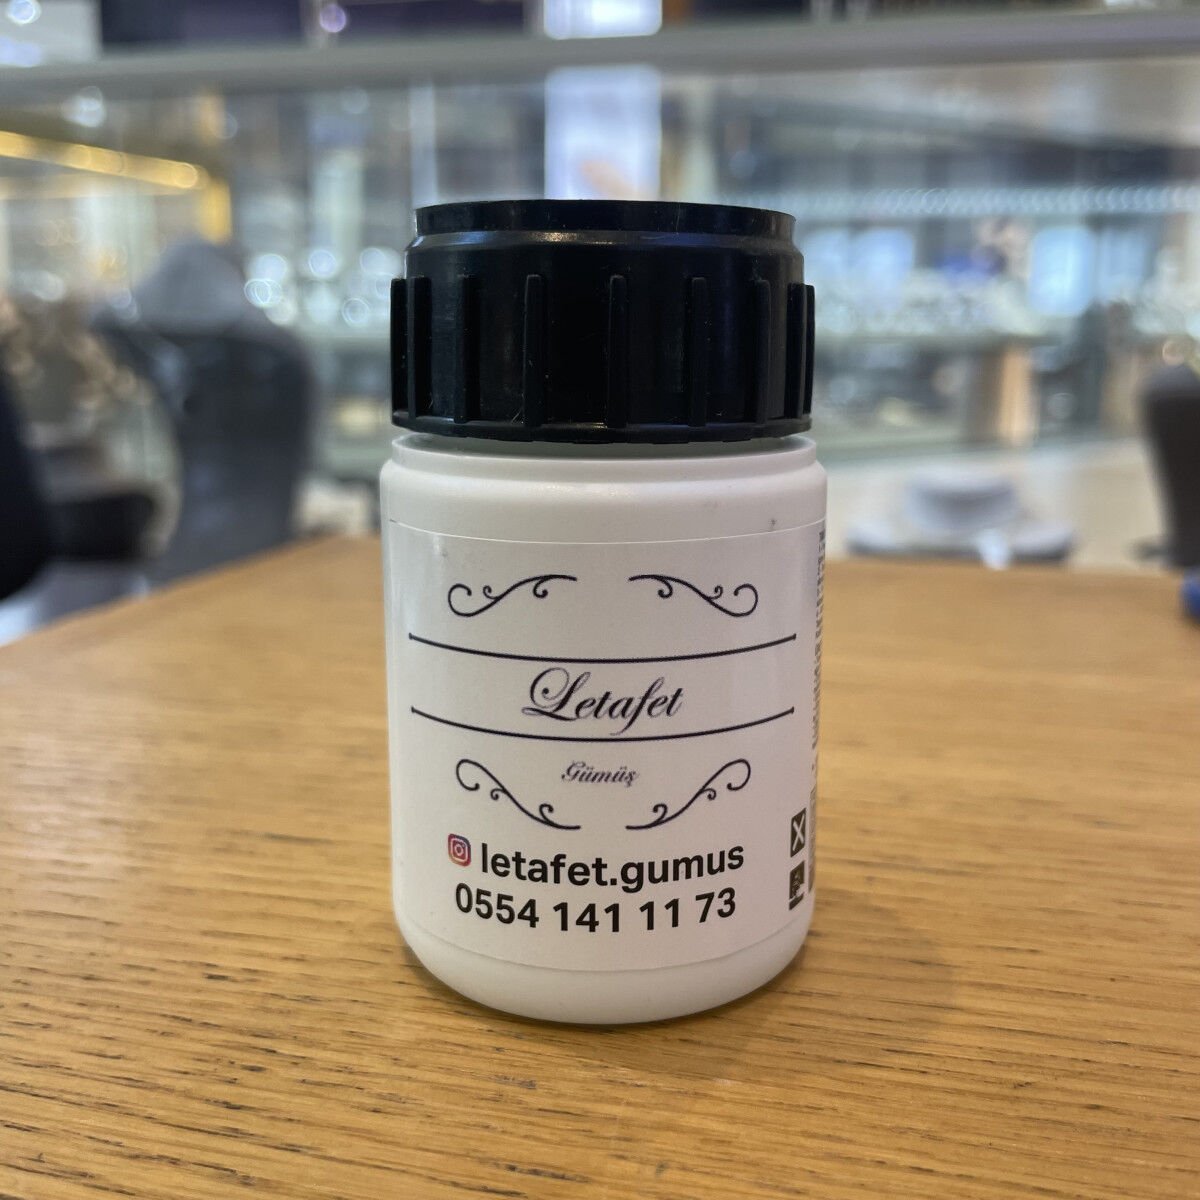 Letafet
Gümüş
letafet.gumus
0554 141 11 73